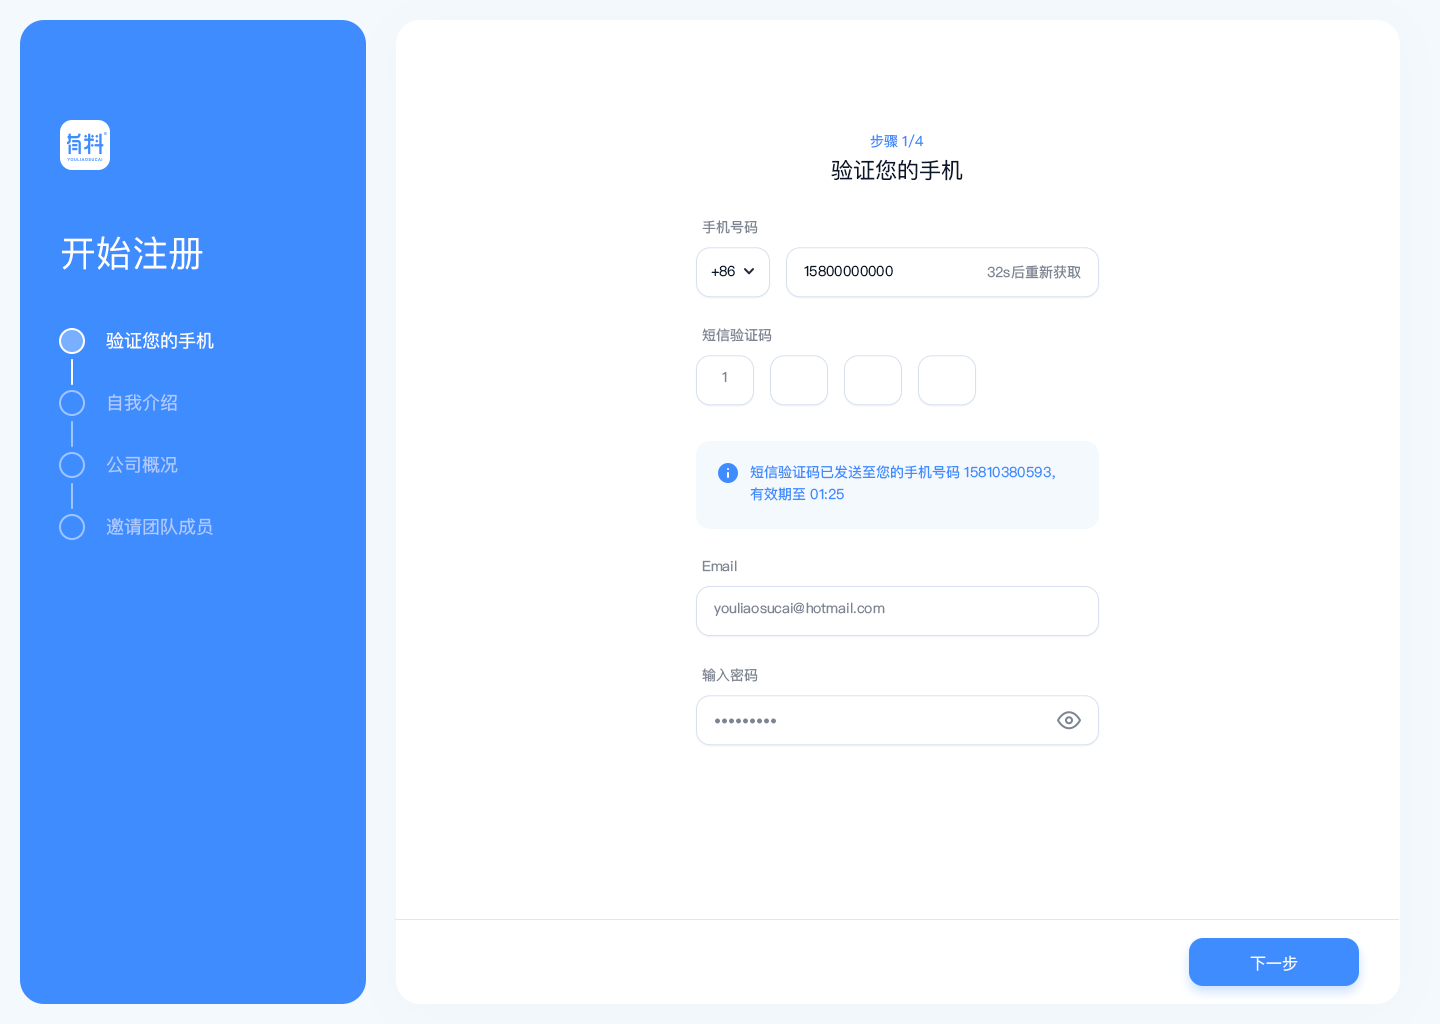 有料
YOULIAOSUCAI
开始注册
验证您的手机
自我介绍
公司概况
邀请团队成员
步骤 1/4
验证您的手机
手机号码
+86
15800000000
32s后重新获取
短信验证码
1
短信验证码已发送至您的手机号码 15810380593,
有效期至 01:25
Email
youliaosucai@hotmail.com
输入密码
•••••••••
下一步